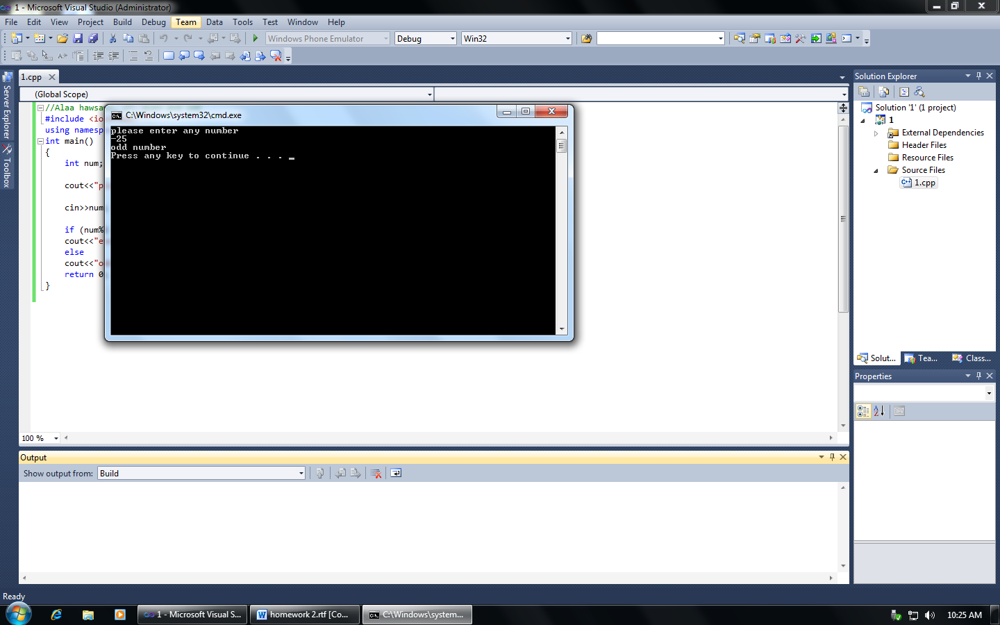 1 - Microsoft Visual Studio (Administrator)
File Edit View Project Build Debug Team Data Tools Test Window Help
Windows Phone Emulator Debug Win32
1.cpp
(Global Scope)
//Alaa hawsa
#include <io
using namesp
int main()
{
int num;
cout<<"p
cin>>num
if (num%
cout<<"e
else
cout<<"o
return 0
}
C:\Windows\system32\cmd.exe
please enter any number
-25
odd number
Press any key to continue . . . _
100 %
Output
Show output from: Build
Server Explorer
Toolbox
Solution Explorer
Solution '1' (1 project)
1
External Dependencies
Header Files
Resource Files
Source Files
1.cpp
Solut... Tea... Class...
Properties
Ready
1 - Microsoft Visual S... homework 2.rtf [Co... C:\Windows\system... 10:25 AM